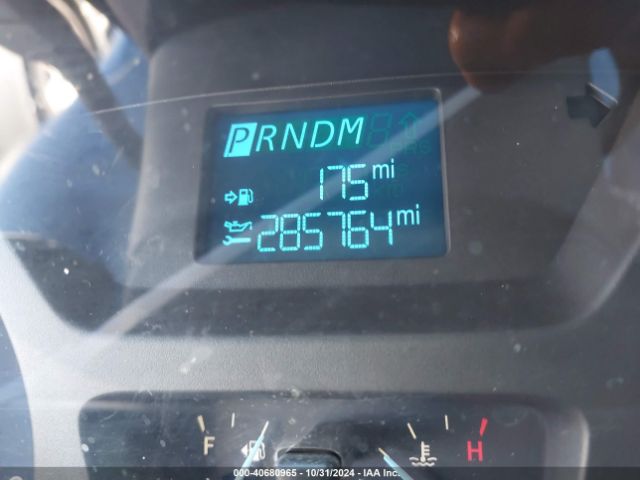 PRNDM
175 mi
285764 mi
F
H
000-40680965 - 10/31/2024 - IAA Inc.